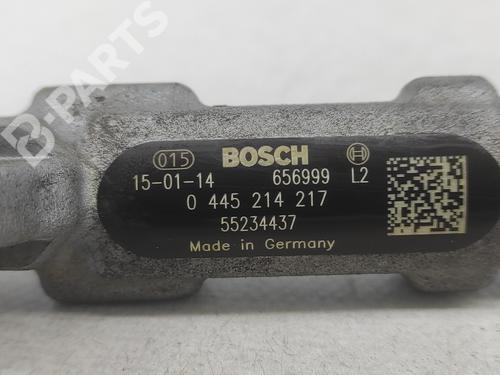 B-PARTS
015 BOSCH
15-01-14 656999 L2
0 445 214 217
55234437
Made in Germany